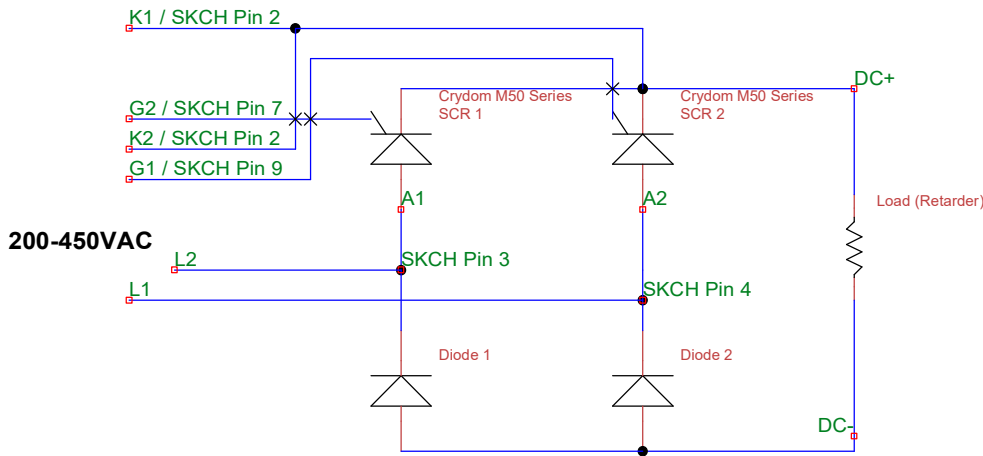 K1 / SKCH Pin 2
DC+
Crydom M50 Series
SCR 1
Crydom M50 Series
SCR 2
G2 / SKCH Pin 7
K2 / SKCH Pin 2
G1 / SKCH Pin 9
A1
A2
Load (Retarder)
200-450VAC
L2
SKCH Pin 3
L1
SKCH Pin 4
Diode 1
Diode 2
DC-